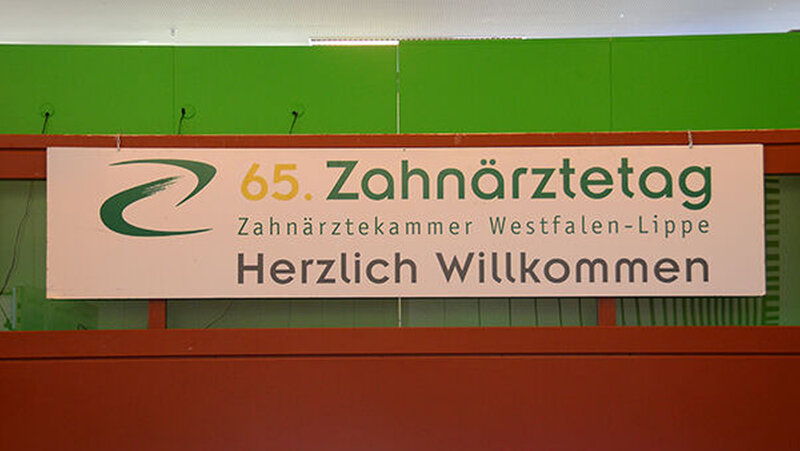 65. Zahnärztetag
Zahnärztekammer Westfalen-Lippe
Herzlich Willkommen